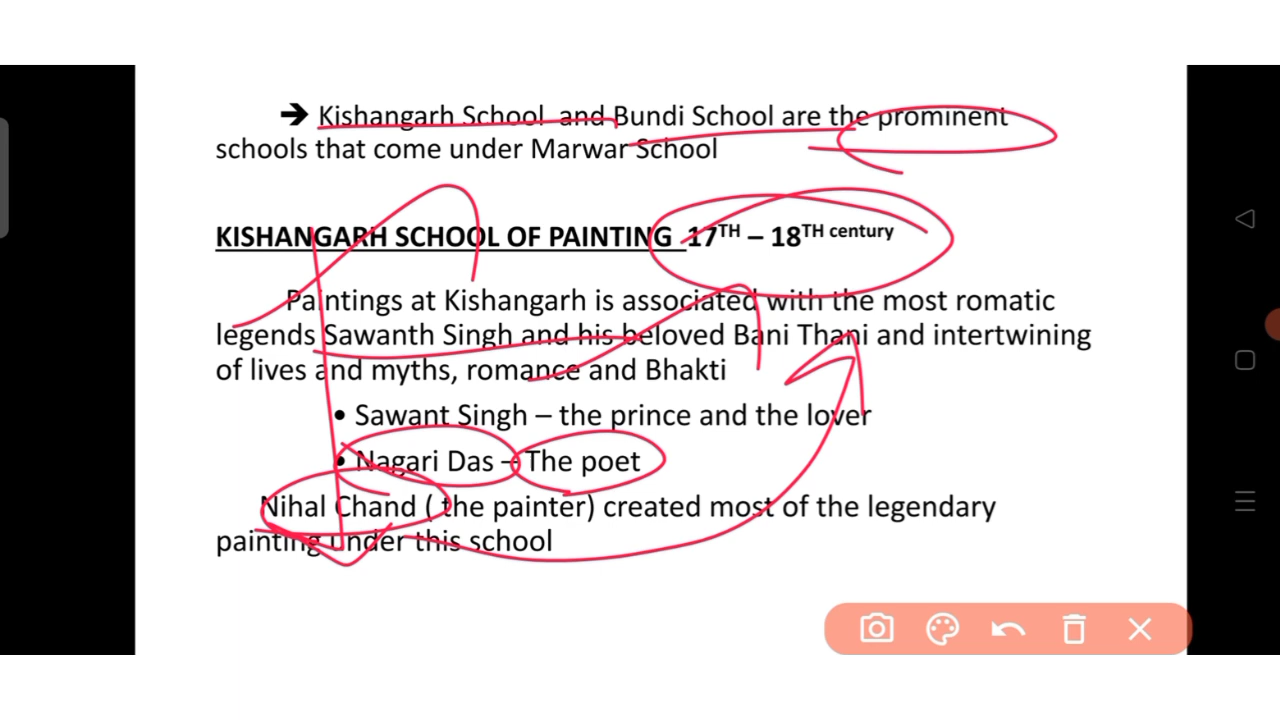 ➔ Kishangarh School and Bundi School are the prominent
schools that come under Marwar School
KISHANGARH SCHOOL OF PAINTING 17TH – 18TH century
Paintings at Kishangarh is associated with the most romatic
legends Sawanth Singh and his beloved Bani Thani and intertwining
of lives and myths, romance and Bhakti
• Sawant Singh – the prince and the lover
• Nagari Das – The poet
Nihal Chand ( the painter) created most of the legendary
painting under this school